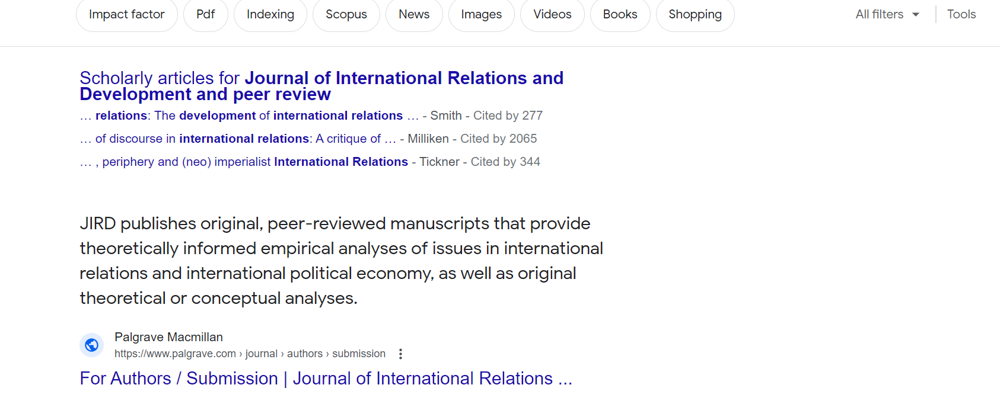 Impact factor Pdf Indexing Scopus News Images Videos Books Shopping All filters Tools
Scholarly articles for Journal of International Relations and
Development and peer review
... relations: The development of international relations ... - Smith - Cited by 277
... of discourse in international relations: A critique of ... - Milliken - Cited by 2065
... , periphery and (neo) imperialist International Relations - Tickner - Cited by 344
JIRD publishes original, peer-reviewed manuscripts that provide
theoretically informed empirical analyses of issues in international
relations and international political economy, as well as original
theoretical or conceptual analyses.
Palgrave Macmillan
https://www.palgrave.com › journal › authors › submission
For Authors / Submission | Journal of International Relations ...